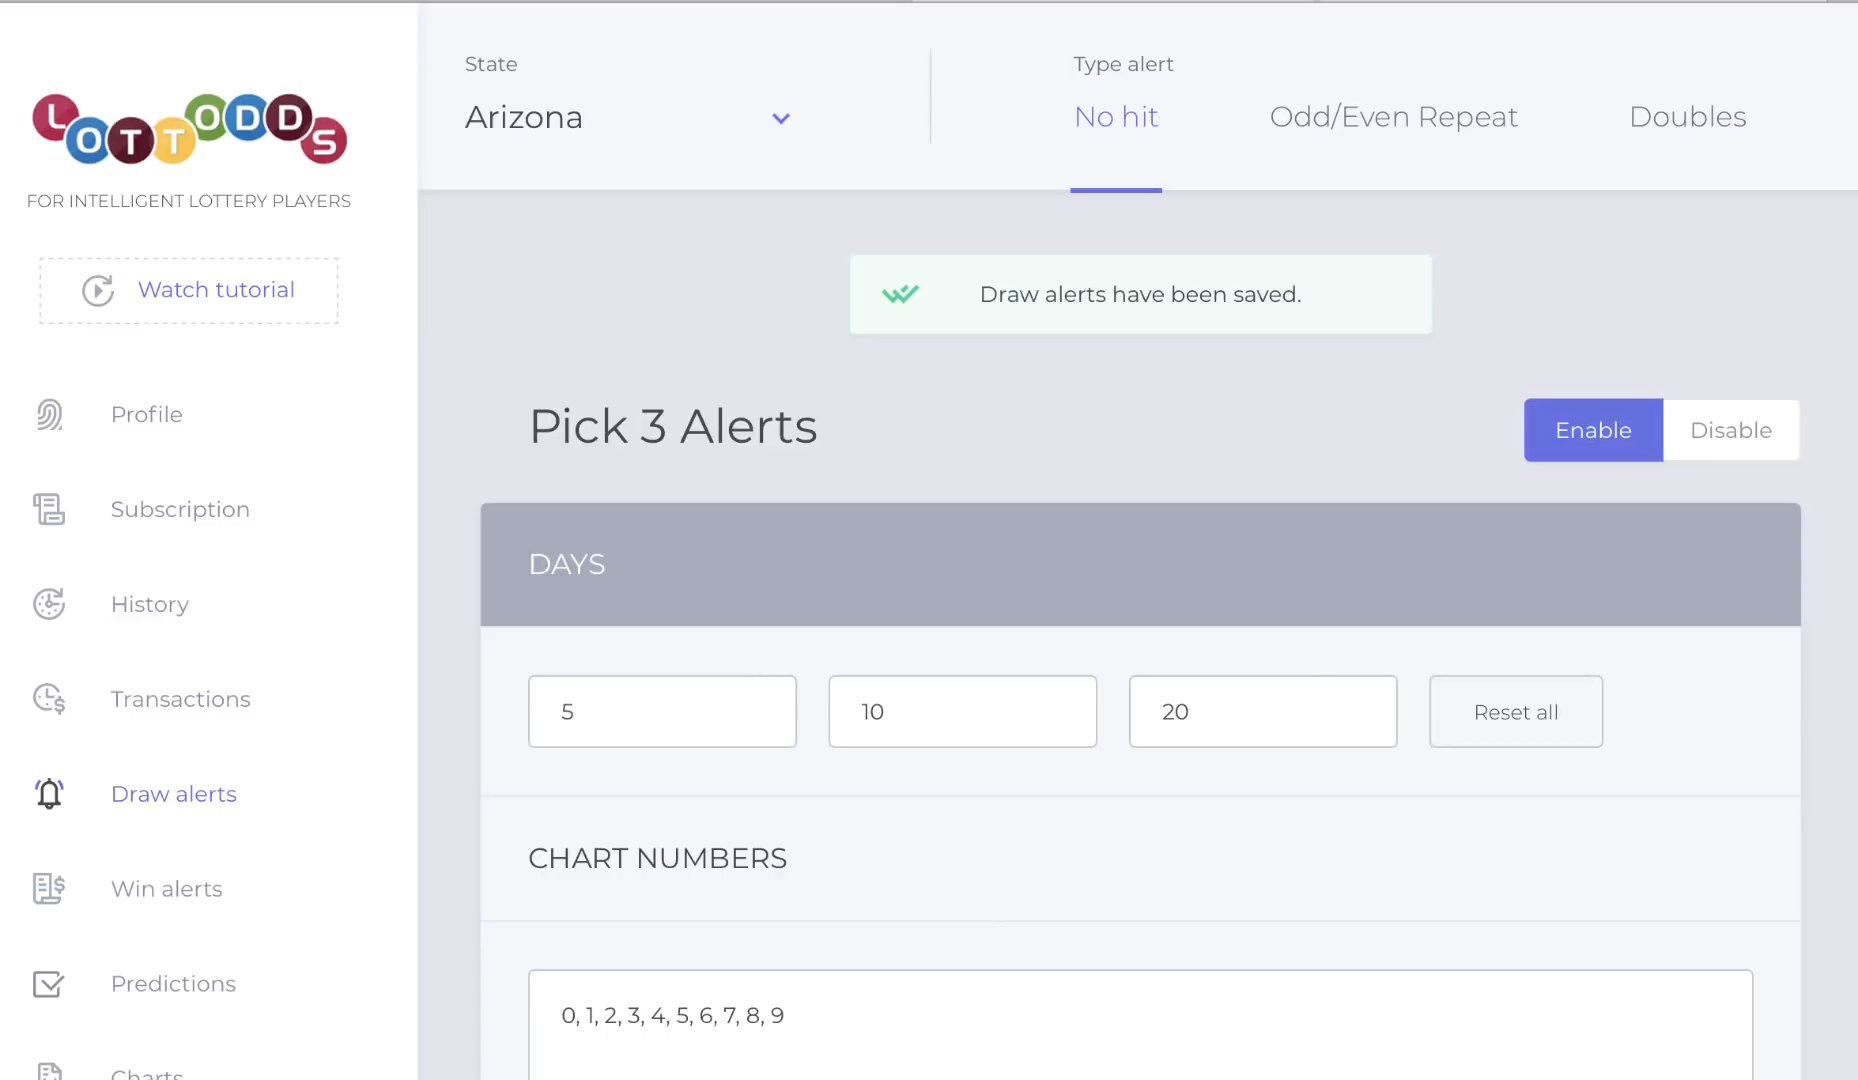 LOTTODDS
FOR INTELLIGENT LOTTERY PLAYERS
Watch tutorial
Profile
Subscription
History
Transactions
Draw alerts
Win alerts
Predictions
Charts
State
Arizona
Type alert
No hit
Odd/Even Repeat
Doubles
Draw alerts have been saved.
Pick 3 Alerts
Enable
Disable
DAYS
5
10
20
Reset all
CHART NUMBERS
0, 1, 2, 3, 4, 5, 6, 7, 8, 9